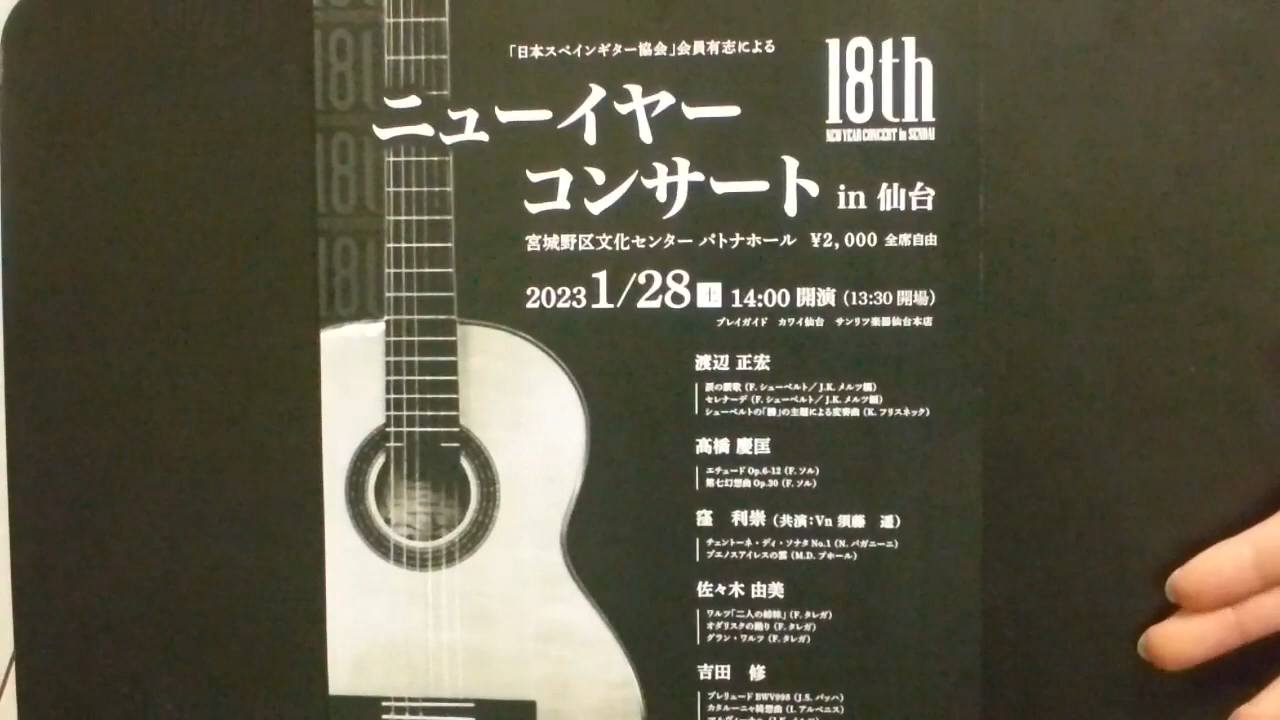 「日本スペインギター協会」会員有志による
18th
NEW YEAR CONCERT in SENDAI
ニューイヤー
コンサート in 仙台
宮城野区文化センター パトナホール ¥2,000 全席自由
2023 1/28 土 14:00 開演 (13:30 開場)
プレイガイド カワイ仙台 サンリツ楽器仙台本店
渡辺 正宏
涙の讃歌 (F. シューベルト/J.K. メルツ編)
セレナーデ (F. シューベルト/J.K. メルツ編)
シューベルトの「鱒」の主題による変奏曲 (K. フリスネック)
高橋 慶匡
エチュード Op.6-12 (F. ソル)
第七幻想曲 Op.30 (F. ソル)
窪 利崇 (共演:Vn 須藤 遥)
チェントーネ・ディ・ソナタ No.1 (N. パガニーニ)
ブエノスアイレスの雲 (M.D. プホール)
佐々木 由美
ワルツ「二人の姉妹」(F. タレガ)
オダリスクの踊り (F. タレガ)
グラン・ワルツ (F. タレガ)
吉田 修
プレリュード BWV998 (J.S. バッハ)
カタルーニャ綺想曲 (I. アルベニス)